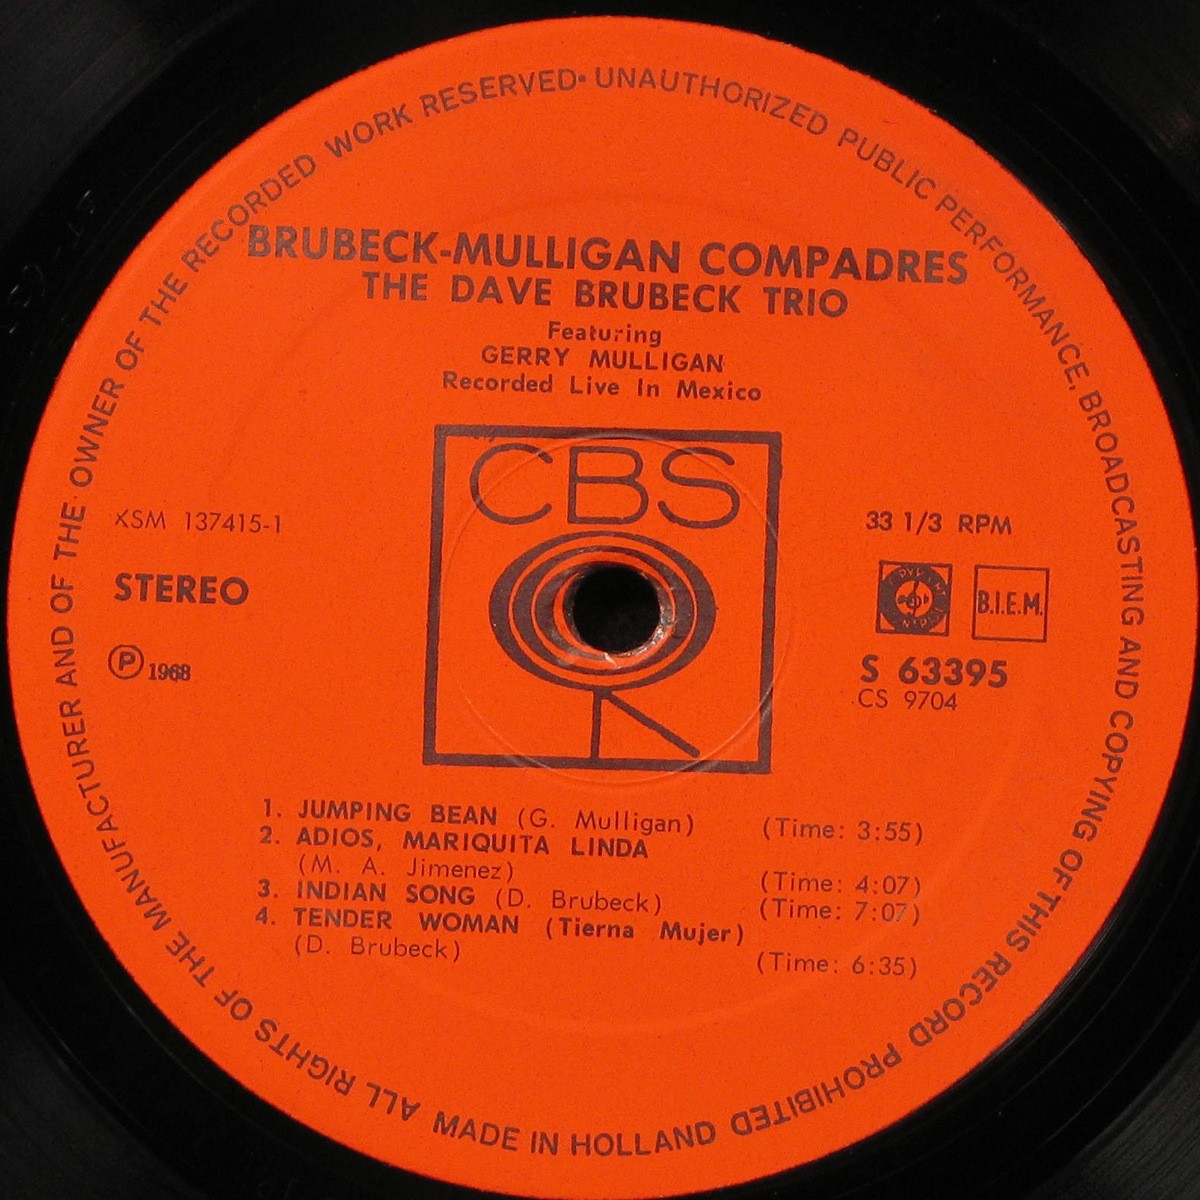 ALL RIGHTS OF THE MANUFACTURER AND OF THE OWNER OF THE RECORDED WORK RESERVED • UNAUTHORIZED PUBLIC PERFORMANCE, BROADCASTING AND COPYING OF THIS RECORD PROHIBITED
BRUBECK-MULLIGAN COMPADRES
THE DAVE BRUBECK TRIO
Featuring
GERRY MULLIGAN
Recorded Live In Mexico
CBS
XSM 137415-1
STEREO
Ⓟ 1968
33 1/3 RPM
B.I.E.M.
S 63395
CS 9704
1. JUMPING BEAN (G. Mulligan) (Time: 3:55)
2. ADIOS, MARIQUITA LINDA
(M. A. Jimenez) (Time: 4:07)
3. INDIAN SONG (D. Brubeck) (Time: 7:07)
4. TENDER WOMAN (Tierna Mujer)
(D. Brubeck) (Time: 6:35)
MADE IN HOLLAND